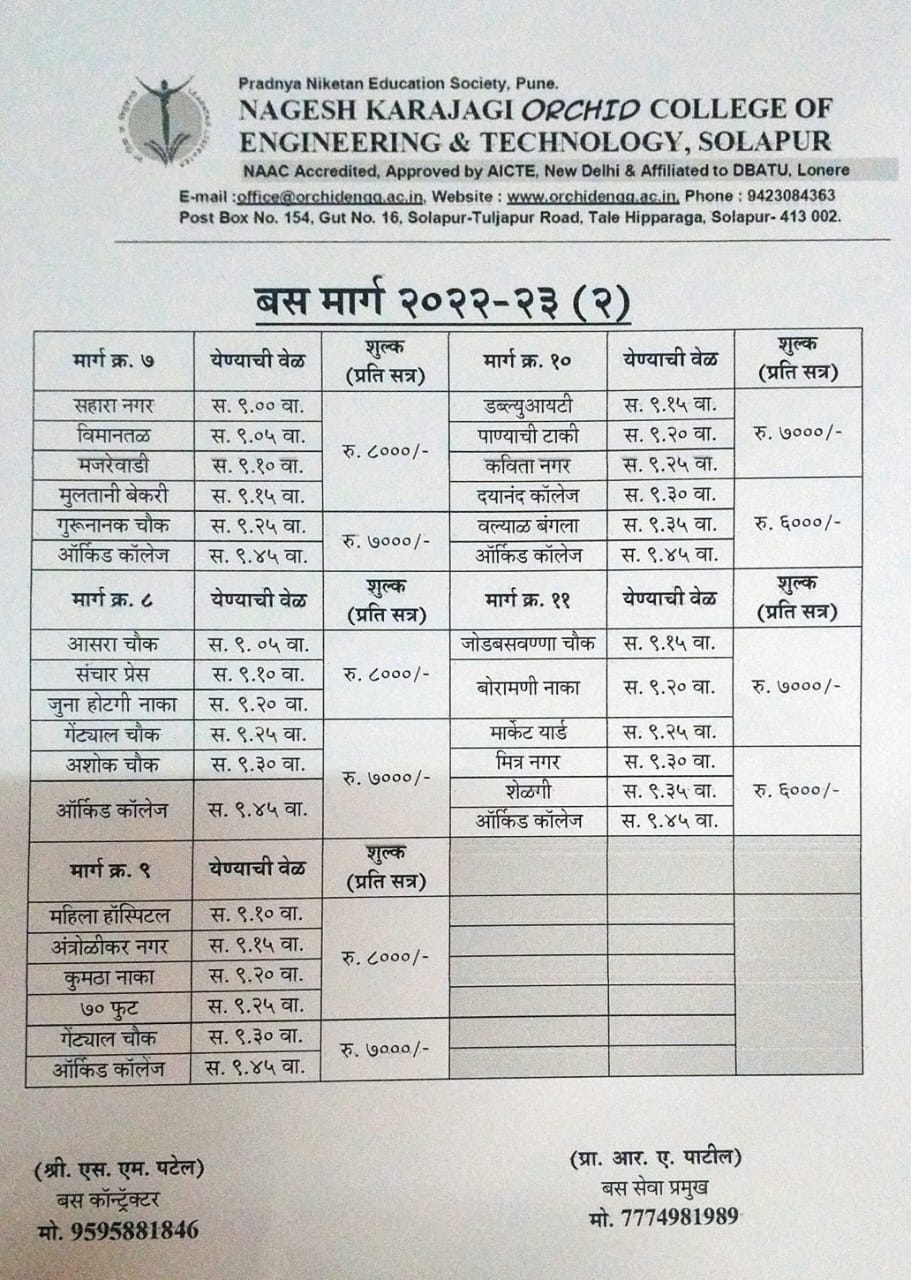 Pradnya Niketan Education Society, Pune.
NAGESH KARAJAGI ORCHID COLLEGE OF
ENGINEERING & TECHNOLOGY, SOLAPUR
NAAC Accredited, Approved by AICTE, New Delhi & Affiliated to DBATU, Lonere
E-mail :office@orchidengg.ac.in, Website : www.orchidengg.ac.in, Phone : 9423084363
Post Box No. 154, Gut No. 16, Solapur-Tuljapur Road, Tale Hipparaga, Solapur- 413 002.
बस मार्ग २०२२-२३ (२)
मार्ग क्र. ७ येण्याची वेळ शुल्क (प्रति सत्र) मार्ग क्र. १० येण्याची वेळ शुल्क (प्रति सत्र)
सहारा नगर स. ९.०० वा. रु. ८०००/- डब्ल्युआयटी स. ९.१५ वा. रु. ७०००/-
विमानतळ स. ९.०५ वा. पाण्याची टाकी स. ९.२० वा.
मजरेवाडी स. ९.१० वा. कविता नगर स. ९.२५ वा.
मुलतानी बेकरी स. ९.१५ वा. दयानंद कॉलेज स. ९.३० वा. रु. ६०००/-
गुरूनानक चौक स. ९.२५ वा. रु. ७०००/- वल्याळ बंगला स. ९.३५ वा.
ऑर्किड कॉलेज स. ९.४५ वा. ऑर्किड कॉलेज स. ९.४५ वा.
मार्ग क्र. ८ येण्याची वेळ शुल्क (प्रति सत्र) मार्ग क्र. ११ येण्याची वेळ शुल्क (प्रति सत्र)
आसरा चौक स. ९. ०५ वा. रु. ८०००/- जोडबसवण्णा चौक स. ९.१५ वा. रु. ७०००/-
संचार प्रेस स. ९.१० वा. बोरामणी नाका स. ९.२० वा.
जुना होटगी नाका स. ९.२० वा.
गेंट्याल चौक स. ९.२५ वा. रु. ७०००/- मार्केट यार्ड स. ९.२५ वा.
अशोक चौक स. ९.३० वा. मित्र नगर स. ९.३० वा. रु. ६०००/-
ऑर्किड कॉलेज स. ९.४५ वा. शेळगी स. ९.३५ वा.
ऑर्किड कॉलेज स. ९.४५ वा.
मार्ग क्र. ९ येण्याची वेळ शुल्क (प्रति सत्र)
महिला हॉस्पिटल स. ९.१० वा. रु. ८०००/-
अंत्रोळीकर नगर स. ९.१५ वा.
कुमठा नाका स. ९.२० वा.
७० फुट स. ९.२५ वा.
गेंट्याल चौक स. ९.३० वा. रु. ७०००/-
ऑर्किड कॉलेज स. ९.४५ वा.
(श्री. एस. एम. पटेल) (प्रा. आर. ए. पाटील)
बस कॉन्ट्रॅक्टर बस सेवा प्रमुख
मो. 9595881846 मो. 7774981989